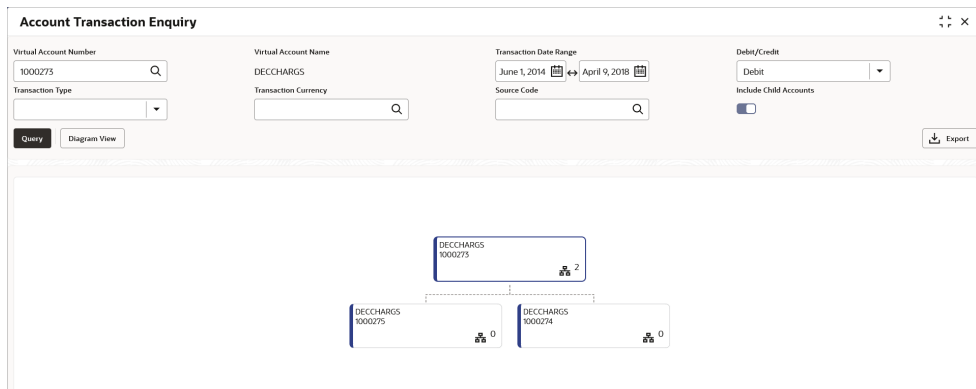 Account Transaction Enquiry
Virtual Account Number
Virtual Account Name
Transaction Date Range
Debit/Credit
1000273
DECCHARGS
June 1, 2014
April 9, 2018
Debit
Transaction Type
Transaction Currency
Source Code
Include Child Accounts
Query
Diagram View
Export
DECCHARGS
1000273
2
DECCHARGS
1000275
0
DECCHARGS
1000274
0